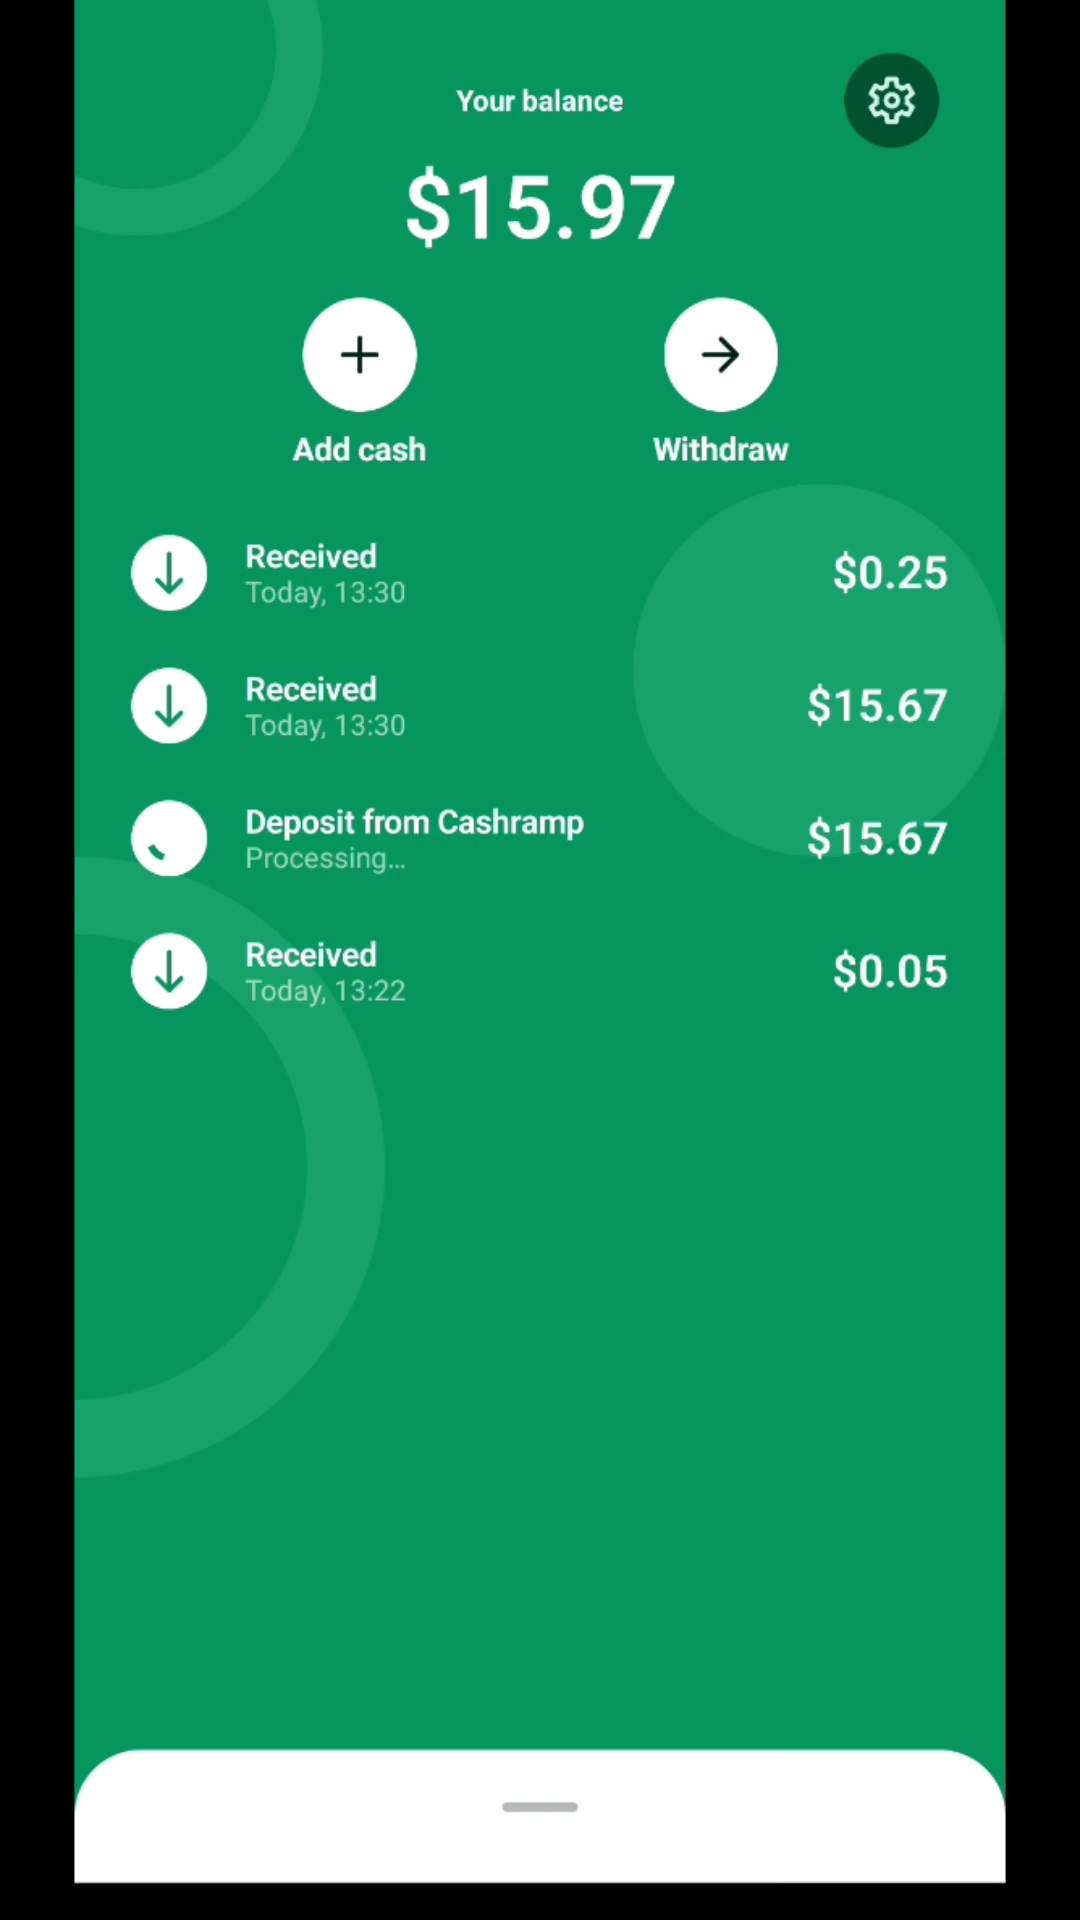 Your balance
$15.97
Add cash
Withdraw
Received
Today, 13:30
$0.25
Received
Today, 13:30
$15.67
Deposit from Cashramp
Processing...
$15.67
Received
Today, 13:22
$0.05